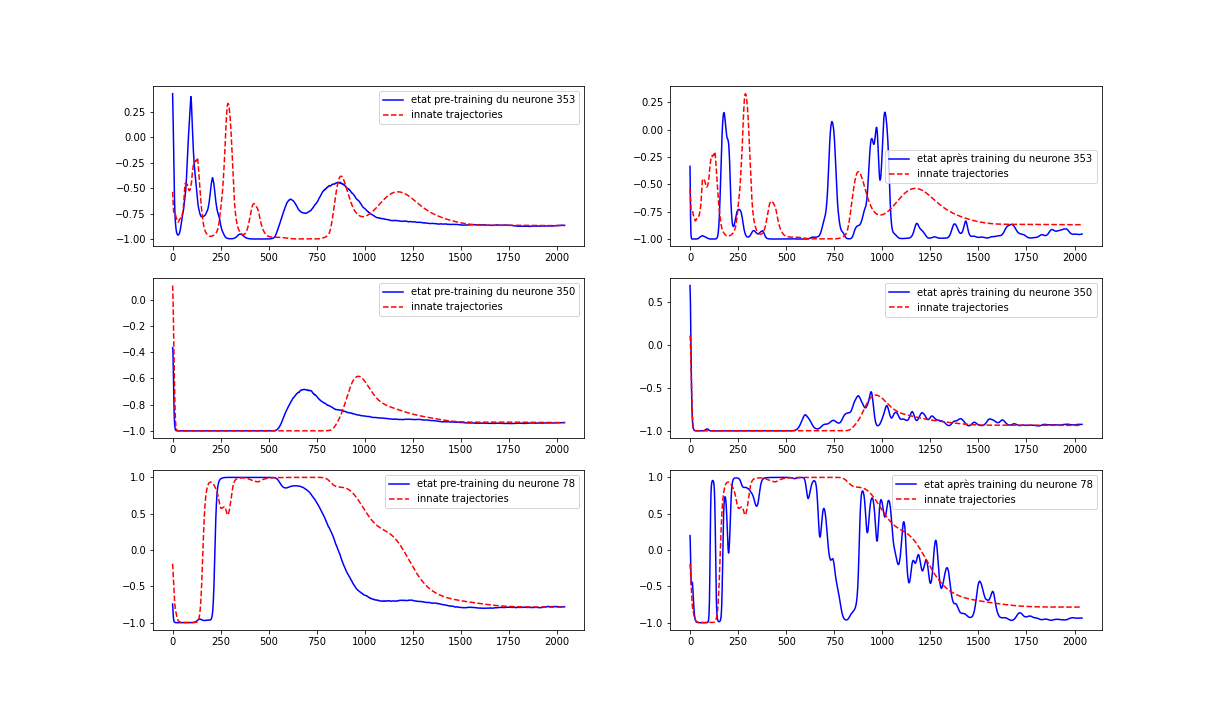 0.25
0.00
−0.25
−0.50
−0.75
−1.00
0 250 500 750 1000 1250 1500 1750 2000
etat pre-training du neurone 353
innate trajectories
0.25
0.00
−0.25
−0.50
−0.75
−1.00
0 250 500 750 1000 1250 1500 1750 2000
etat après training du neurone 353
innate trajectories
0.0
−0.2
−0.4
−0.6
−0.8
−1.0
0 250 500 750 1000 1250 1500 1750 2000
etat pre-training du neurone 350
innate trajectories
0.5
0.0
−0.5
−1.0
0 250 500 750 1000 1250 1500 1750 2000
etat après training du neurone 350
innate trajectories
1.0
0.5
0.0
−0.5
−1.0
0 250 500 750 1000 1250 1500 1750 2000
etat pre-training du neurone 78
innate trajectories
1.0
0.5
0.0
−0.5
−1.0
0 250 500 750 1000 1250 1500 1750 2000
etat après training du neurone 78
innate trajectories